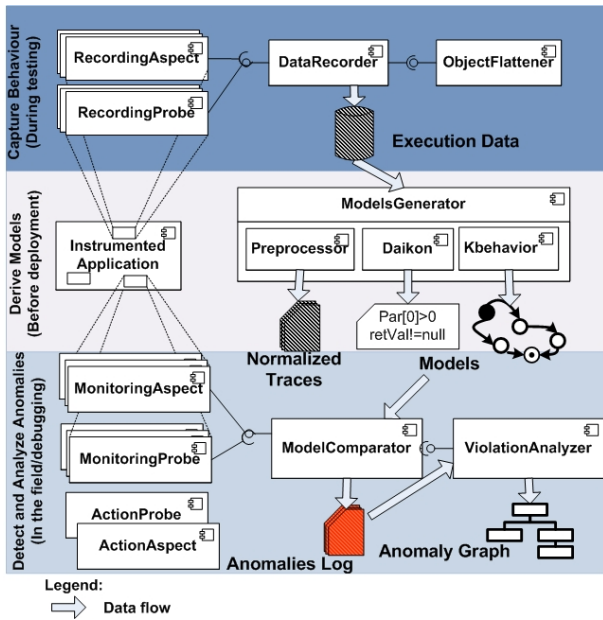 Capture Behaviour
(During testing)
RecordingAspect
RecordingProbe
DataRecorder
ObjectFlattener
Execution Data
Derive Models
(Before deployment)
Instrumented
Application
ModelsGenerator
Preprocessor
Daikon
Kbehavior
Par[0]>0
retVal!=null
Normalized
Traces
Models
Detect and Analyze Anomalies
(In the field/debugging)
MonitoringAspect
MonitoringProbe
ActionProbe
ActionAspect
ModelComparator
ViolationAnalyzer
Anomalies Log
Anomaly Graph
Legend:
Data flow